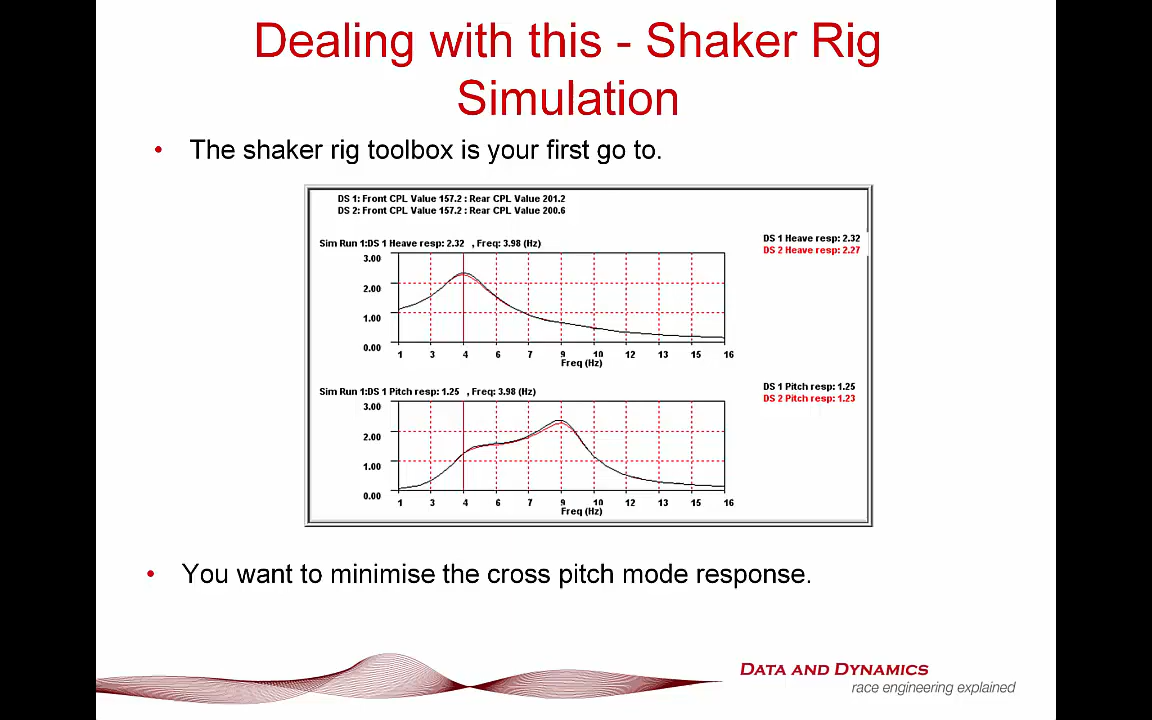 Dealing with this - Shaker Rig
Simulation
• The shaker rig toolbox is your first go to.
DS 1: Front CPL Value 157.2 : Rear CPL Value 201.2
DS 2: Front CPL Value 157.2 : Rear CPL Value 200.6
Sim Run 1:DS 1 Heave resp: 2.32 , Freq: 3.98 (Hz)
DS 1 Heave resp: 2.32
DS 2 Heave resp: 2.27
3.00
2.00
1.00
0.00
1 3 4 6 7 9 10 12 13 15 16
Freq (Hz)
Sim Run 1:DS 1 Pitch resp: 1.25 , Freq: 3.98 (Hz)
DS 1 Pitch resp: 1.25
DS 2 Pitch resp: 1.23
3.00
2.00
1.00
0.00
1 3 4 6 7 9 10 12 13 15 16
Freq (Hz)
• You want to minimise the cross pitch mode response.
DATA AND DYNAMICS
race engineering explained